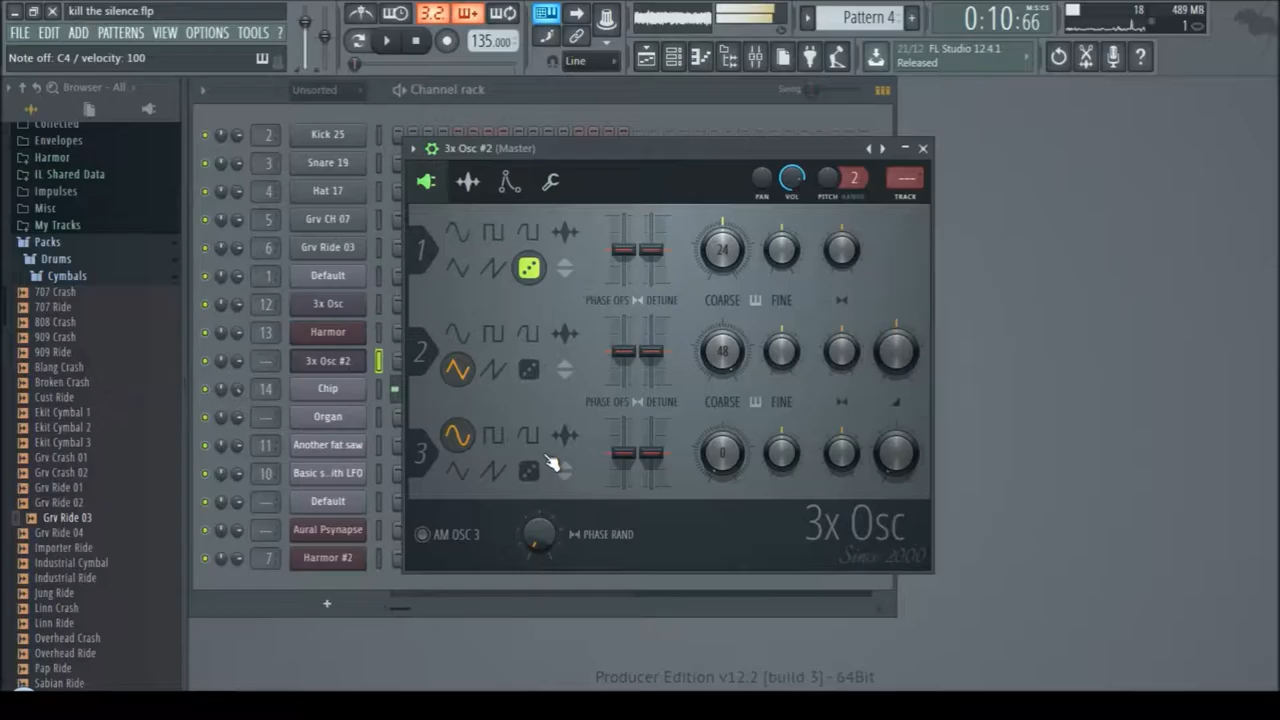 kill the silence.flp
FILE EDIT ADD PATTERNS VIEW OPTIONS TOOLS ?
Note off: C4 / velocity: 100
3.2
135.000
Line
Pattern 4
0:10:66
M:S:CS
18
489 MB
1
21/12 FL Studio 12.4.1
Released
Browser - All
Collected
Envelopes
Harmor
IL Shared Data
Impulses
Misc
My Tracks
Packs
Drums
Cymbals
707 Crash
707 Ride
808 Crash
909 Crash
909 Ride
Blang Crash
Broken Crash
Cust Ride
Ekit Cymbal 1
Ekit Cymbal 2
Ekit Cymbal 3
Grv Crash 01
Grv Crash 02
Grv Ride 01
Grv Ride 02
Grv Ride 03
Grv Ride 04
Importer Ride
Industrial Cymbal
Industrial Ride
Jung Ride
Linn Crash
Linn Ride
Overhead Crash
Overhead Ride
Pap Ride
Sabian Ride
Unsorted
Channel rack
Swing
2 Kick 25
3 Snare 19
4 Hat 17
5 Grv CH 07
6 Grv Ride 03
1 Default
12 3x Osc
13 Harmor
--- 3x Osc #2
14 Chip
--- Organ
11 Another fat saw
10 Basic s..ith LFO
--- Default
--- Aural Psynapse
7 Harmor #2
+
3x Osc #2 (Master)
2
---
PAN VOL PITCH RANGE TRACK
1
24
PHASE OFS DETUNE COARSE FINE
2
48
PHASE OFS DETUNE COARSE FINE
3
0
AM OSC 3
PHASE RAND
3x Osc
Since 2000
Producer Edition v12.2 [build 3] - 64Bit